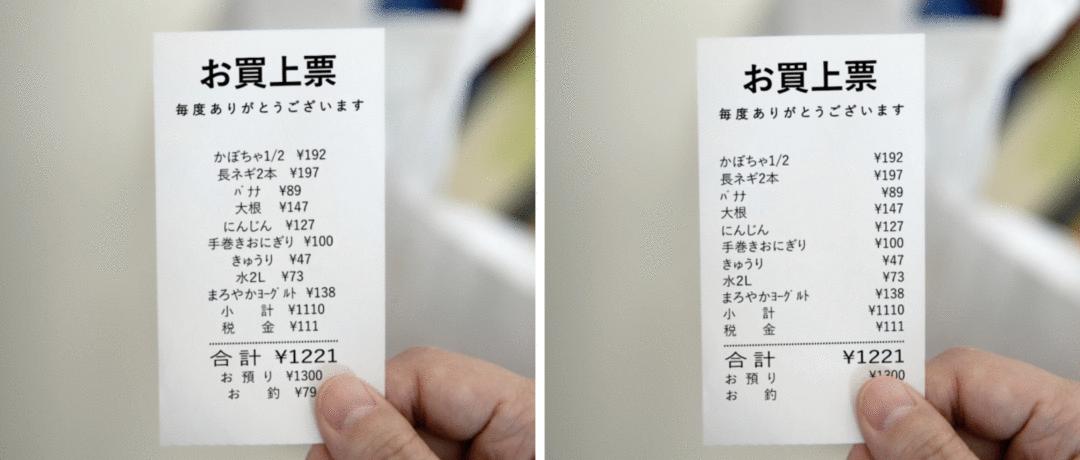 お買上票
毎度ありがとうございます
かぼちゃ1/2 ¥192
長ネギ2本 ¥197
ﾊﾞﾅﾅ ¥89
大根 ¥147
にんじん ¥127
手巻きおにぎり ¥100
きゅうり ¥47
水2L ¥73
まろやかﾖｰｸﾞﾙﾄ ¥138
小　計 ¥1110
税　金 ¥111
合計 ¥1221
お預り ¥1300
お　釣 ¥79
お買上票
毎度ありがとうございます
かぼちゃ1/2 ¥192
長ネギ2本 ¥197
ﾊﾞﾅﾅ ¥89
大根 ¥147
にんじん ¥127
手巻きおにぎり ¥100
きゅうり ¥47
水2L ¥73
まろやかﾖｰｸﾞﾙﾄ ¥138
小　計 ¥1110
税　金 ¥111
合計 ¥1221
お預り ¥1300
お　釣